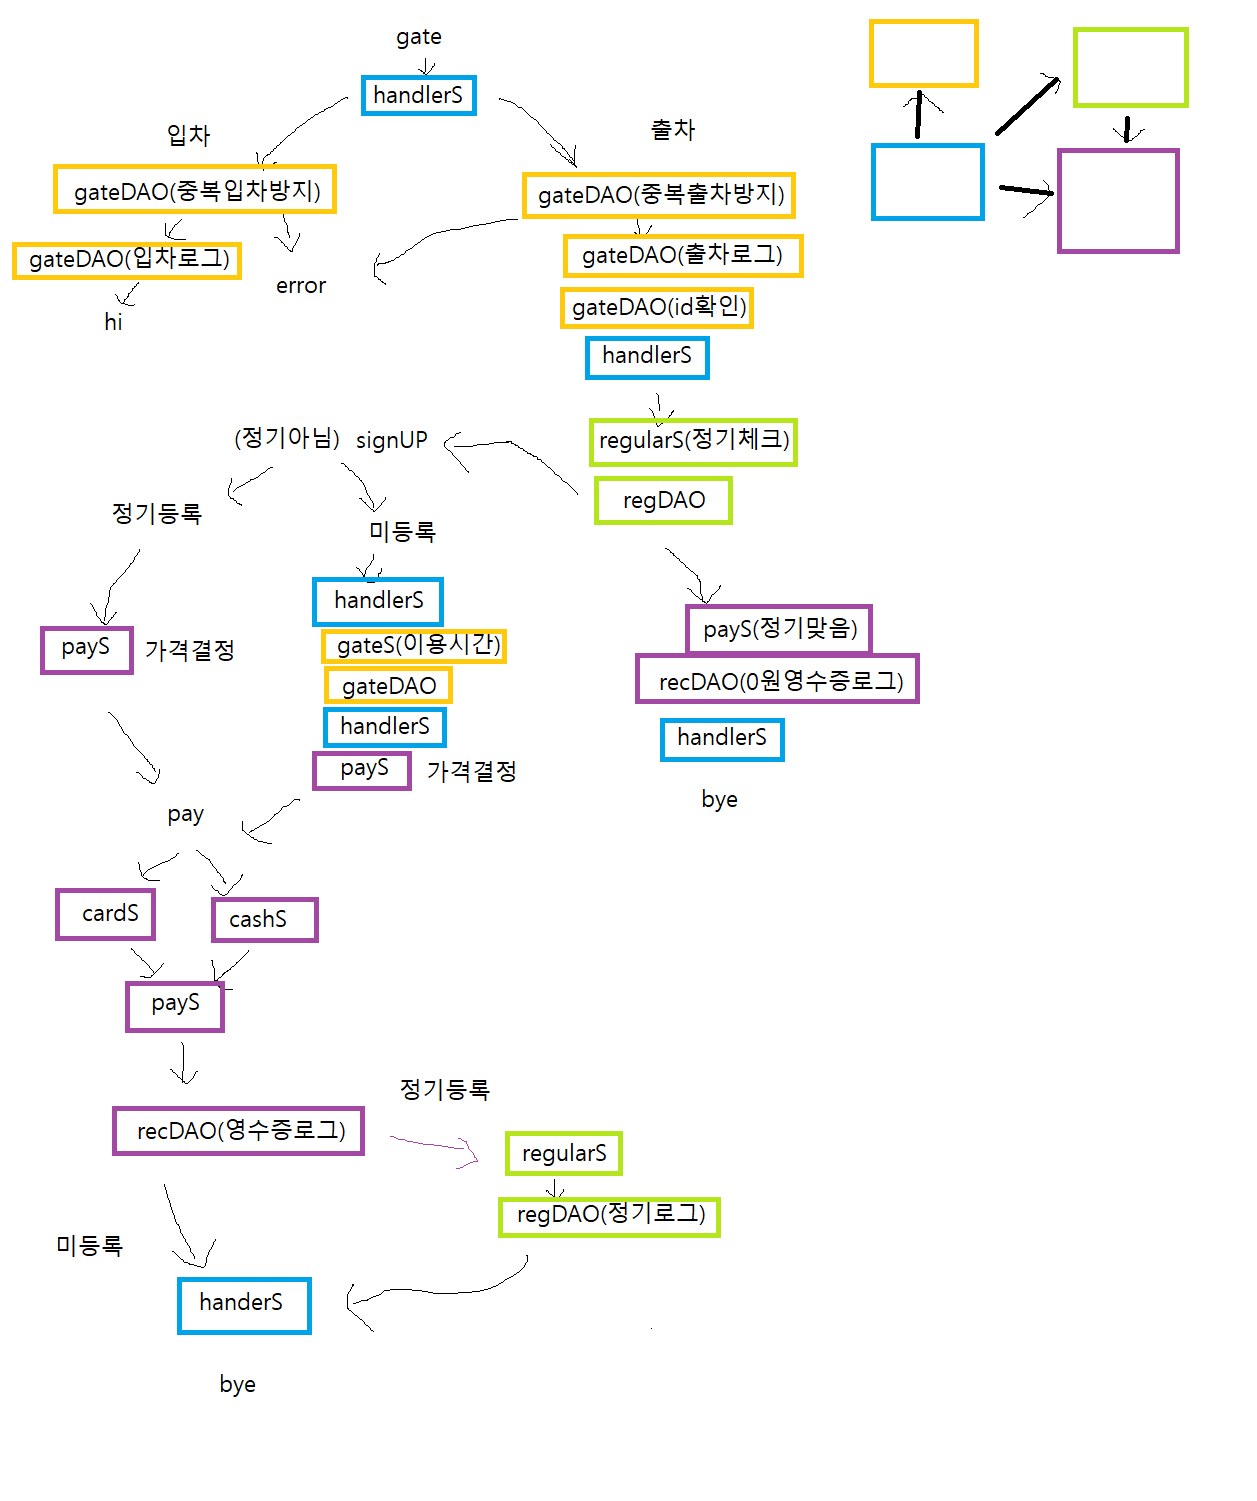 gate
handlerS
입차
출차
gateDAO(중복입차방지)
gateDAO(중복출차방지)
gateDAO(입차로그)
gateDAO(출차로그)
error
hi
gateDAO(id확인)
handlerS
(정기아님) signUP
regularS(정기체크)
regDAO
정기등록
미등록
handlerS
payS 가격결정
gateS(이용시간)
gateDAO
handlerS
payS 가격결정
payS(정기맞음)
recDAO(0원영수증로그)
handlerS
bye
pay
cardS
cashS
payS
정기등록
recDAO(영수증로그)
regularS
regDAO(정기로그)
미등록
handerS
bye